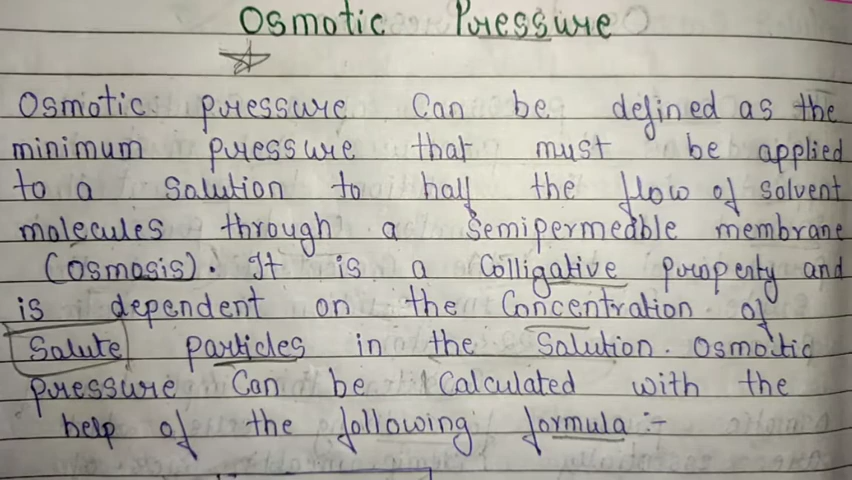 Osmotic Pressure
Osmotic pressure can be defined as the
minimum pressure that must be applied
to a Solution to half the flow of solvent
molecules through a Semipermeable membrane
(osmosis). It is a Colligative property and
is dependent on the Concentration of
Salute particles in the Salution. Osmotic
pressure Can be Calculated with the
help of the following formula :-